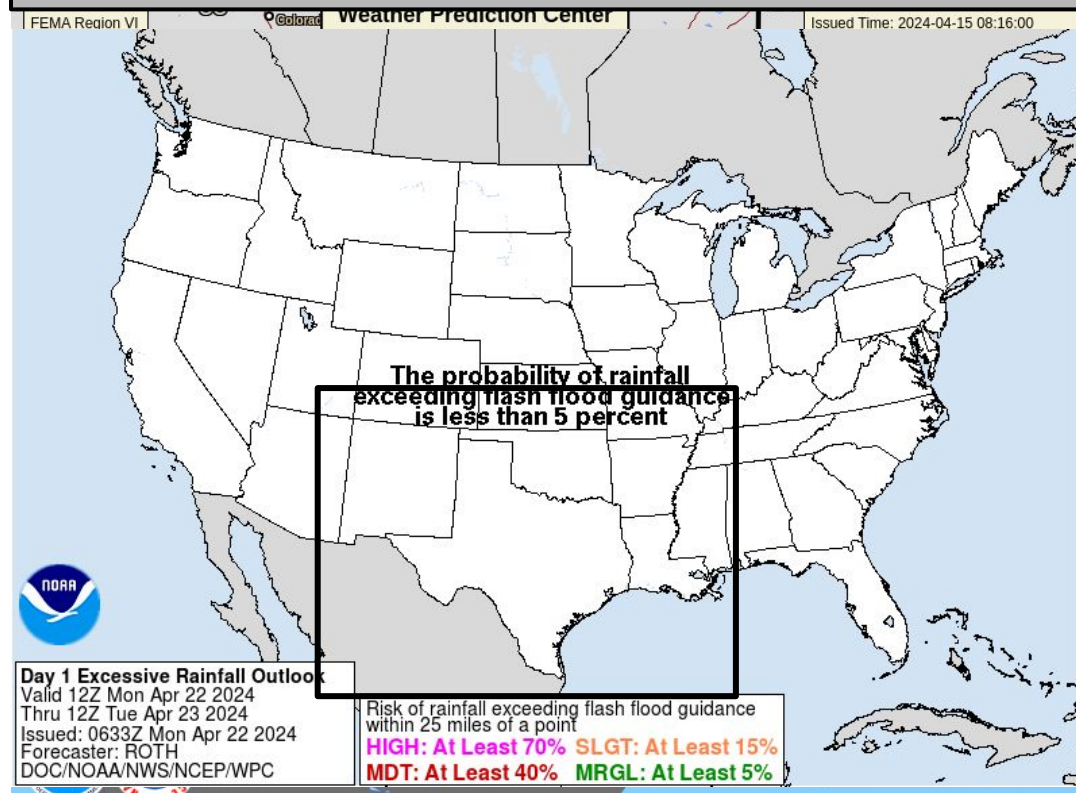 FEMA Region VI
Weather Prediction Center
Issued Time: 2024-04-15 08:16:00
The probability of rainfall
exceeding flash flood guidance
is less than 5 percent
NOAA
Day 1 Excessive Rainfall Outlook
Valid 12Z Mon Apr 22 2024
Thru 12Z Tue Apr 23 2024
Issued: 0633Z Mon Apr 22 2024
Forecaster: ROTH
DOC/NOAA/NWS/NCEP/WPC
Risk of rainfall exceeding flash flood guidance
within 25 miles of a point
HIGH: At Least 70% SLGT: At Least 15%
MDT: At Least 40% MRGL: At Least 5%